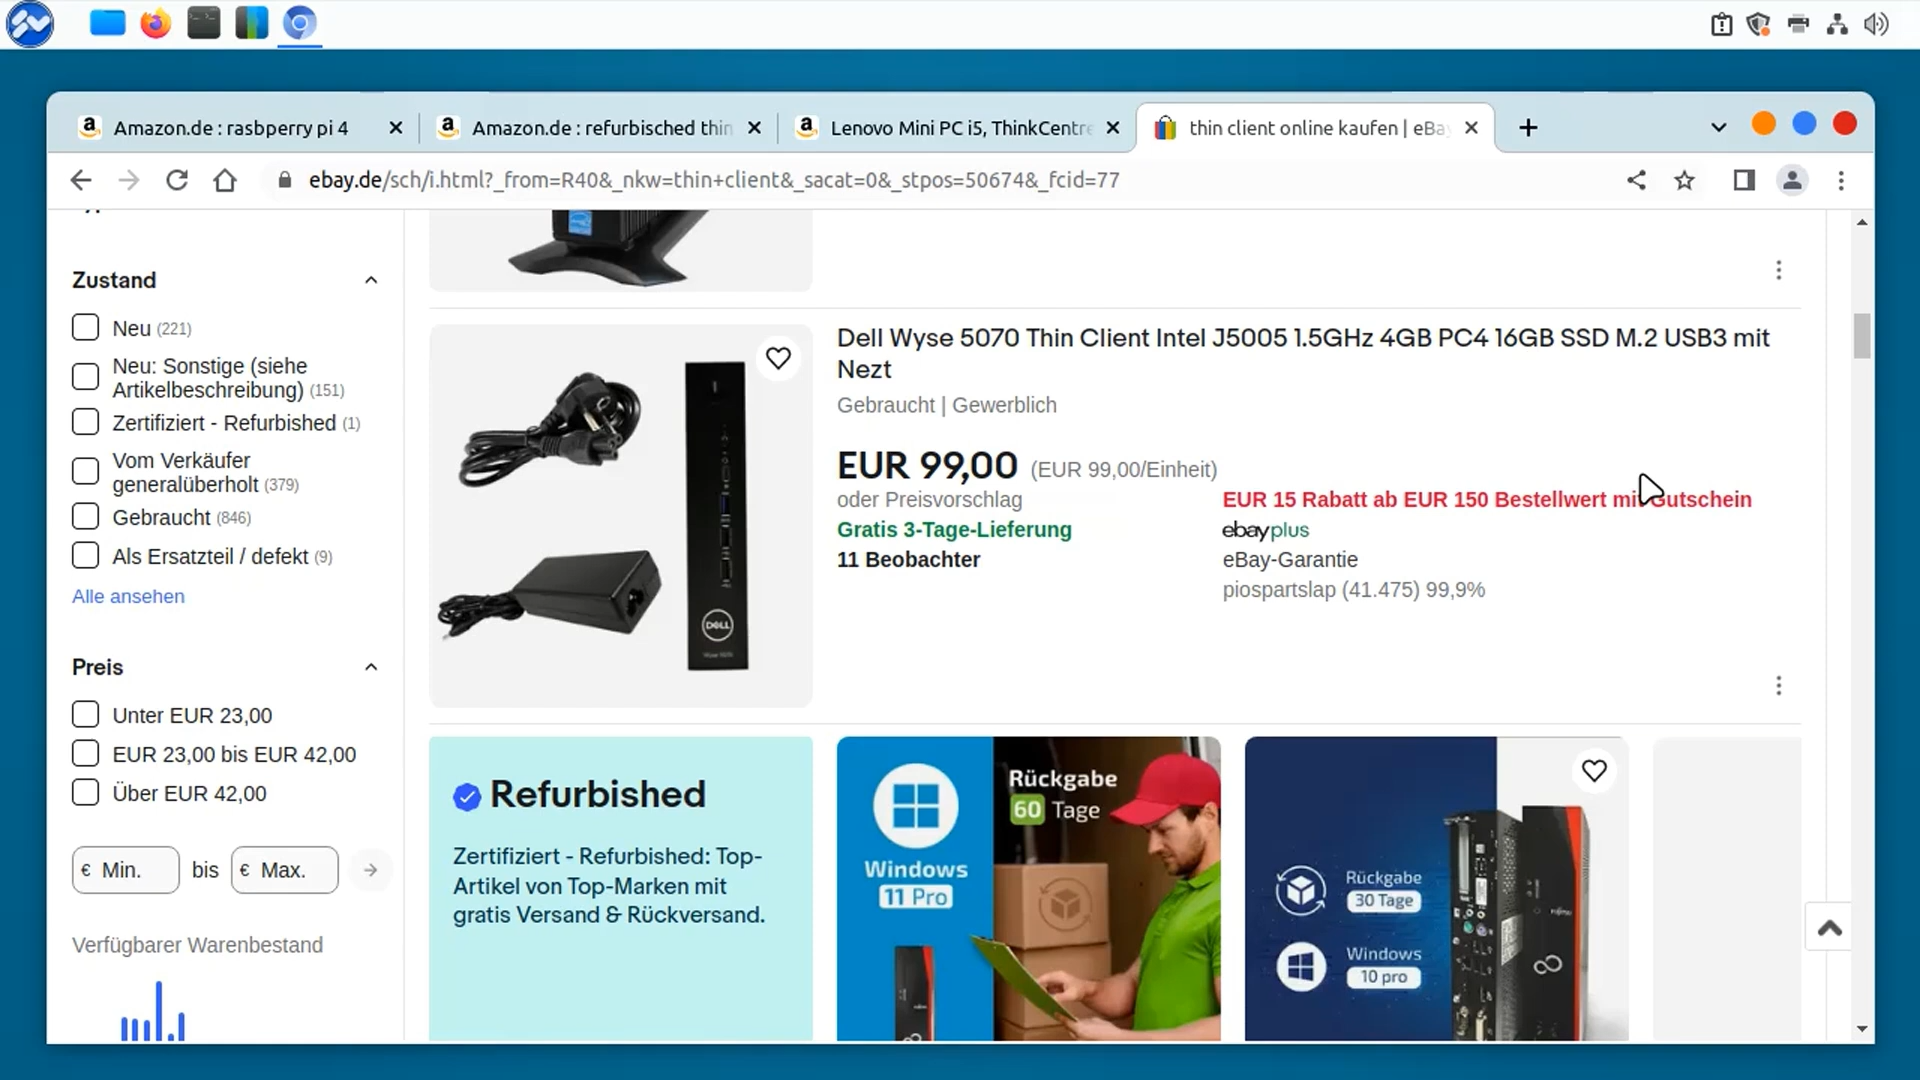 Amazon.de : rasbperry pi 4
Amazon.de : refurbisched thin
Lenovo Mini PC i5, ThinkCentre
thin client online kaufen | eBay
ebay.de/sch/i.html?_from=R40&_nkw=thin+client&_sacat=0&_stpos=50674&_fcid=77
Zustand
Neu (221)
Neu: Sonstige (siehe
Artikelbeschreibung) (151)
Zertifiziert - Refurbished (1)
Vom Verkäufer
generalüberholt (379)
Gebraucht (846)
Als Ersatzteil / defekt (9)
Alle ansehen
Preis
Unter EUR 23,00
EUR 23,00 bis EUR 42,00
Über EUR 42,00
€ Min. bis € Max.
Verfügbarer Warenbestand
Dell Wyse 5070 Thin Client Intel J5005 1.5GHz 4GB PC4 16GB SSD M.2 USB3 mit
Nezt
Gebraucht | Gewerblich
EUR 99,00 (EUR 99,00/Einheit)
oder Preisvorschlag
Gratis 3-Tage-Lieferung
11 Beobachter
EUR 15 Rabatt ab EUR 150 Bestellwert mit Gutschein
ebayplus
eBay-Garantie
piospartslap (41.475) 99,9%
DELL
Refurbished
Zertifiziert - Refurbished: Top-
Artikel von Top-Marken mit
gratis Versand & Rückversand.
Windows
11 Pro
Rückgabe
60 Tage
Rückgabe
30 Tage
Windows
10 pro